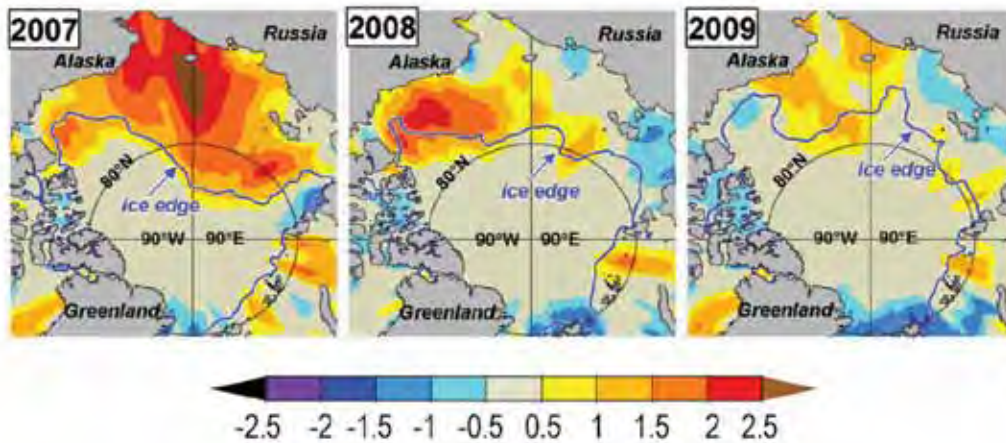 2007
Alaska
Russia
80°N
ice edge
90°W 90°E
Greenland
2008
Alaska
Russia
80°N
ice edge
90°W 90°E
Greenland
2009
Alaska
Russia
80°N
ice edge
90°W 90°E
Greenland
-2.5 -2 -1.5 -1 -0.5 0.5 1 1.5 2 2.5